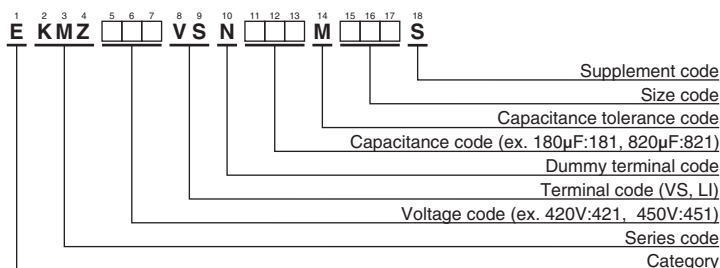 1 2 3 4 5 6 7 8 9 10 11 12 13 14 15 16 17 18
E K M Z V S N M S
Supplement code
Size code
Capacitance tolerance code
Capacitance code (ex. 180µF:181, 820µF:821)
Dummy terminal code
Terminal code (VS, LI)
Voltage code (ex. 420V:421, 450V:451)
Series code
Category